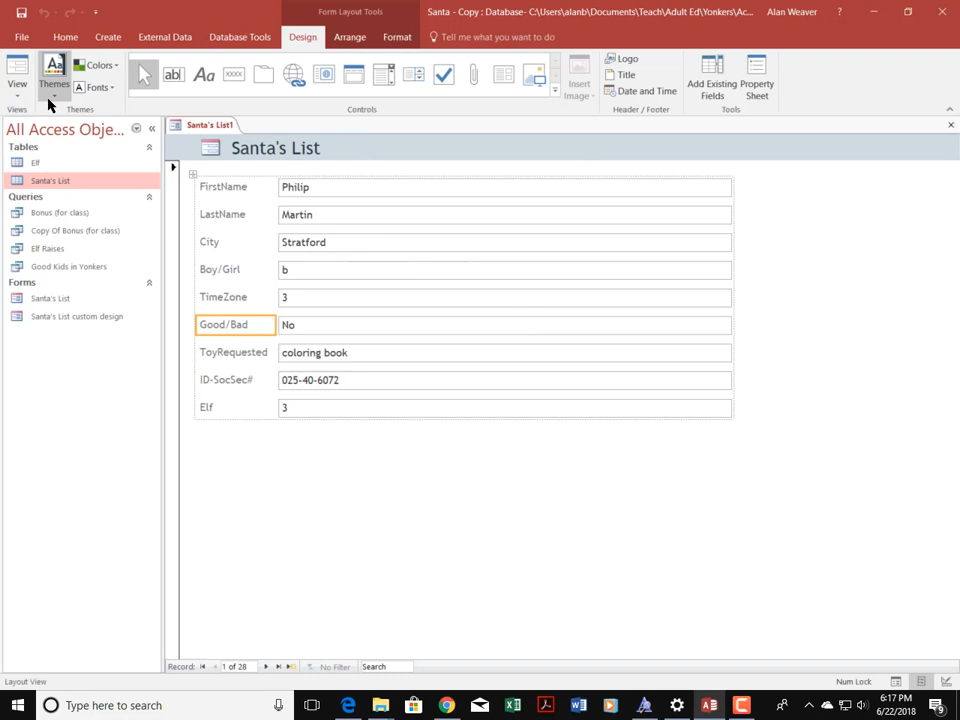 Form Layout Tools
Santa - Copy : Database- C:\Users\alanb\Documents\Teach\Adult Ed\Yonkers\Ac...
Alan Weaver
?
File Home Create External Data Database Tools Design Arrange Format Tell me what you want to do
View Themes Aa Colors Fonts ab| Aa XXXX Insert Image Logo Title Date and Time Add Existing Fields Property Sheet
Views Themes Controls Header / Footer Tools
All Access Obje...
Tables
Elf
Santa's List
Queries
Bonus (for class)
Copy Of Bonus (for class)
Elf Raises
Good Kids in Yonkers
Forms
Santa's List
Santa's List custom design
Santa's List1
Santa's List
FirstName Philip
LastName Martin
City Stratford
Boy/Girl b
TimeZone 3
Good/Bad No
ToyRequested coloring book
ID-SocSec# 025-40-6072
Elf 3
Record: 1 of 28 No Filter Search
Layout View Num Lock
Type here to search
6:17 PM
6/22/2018
9